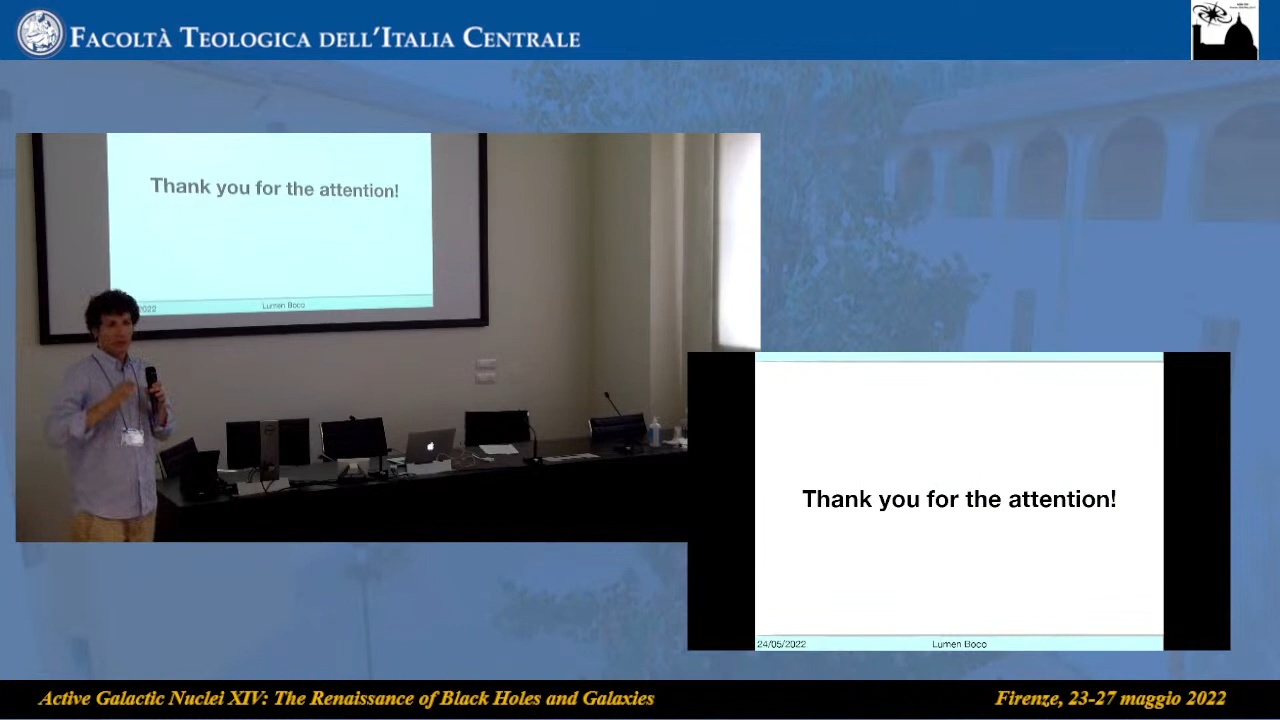 FACOLTÀ TEOLOGICA DELL'ITALIA CENTRALE
Thank you for the attention!
2022 Lumen Boco
Thank you for the attention!
24/05/2022 Lumen Boco
Active Galactic Nuclei XIV: The Renaissance of Black Holes and Galaxies
Firenze, 23-27 maggio 2022